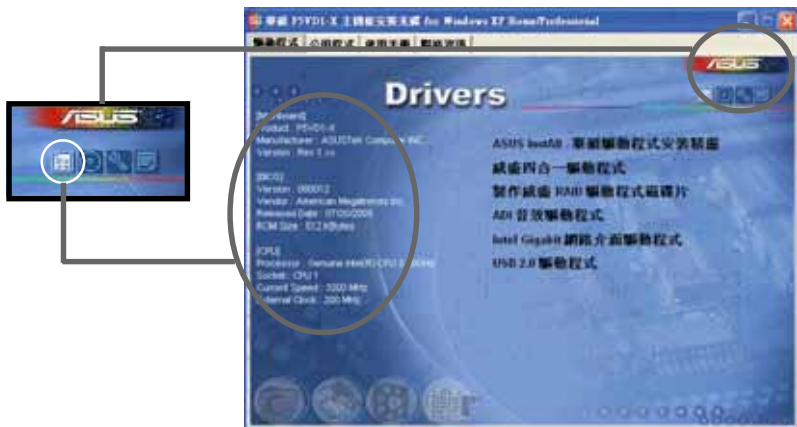 華碩 P5VD1-X 主機板安裝光碟 for Windows XP Home/Professional
驅動程式 公用程式 使用手冊 聯絡資訊
ASUS
ASUS
Drivers
[Motherboard]
Product : P5VD1-X
Manufacturer : ASUSTek Computer INC.
Version : Rev 1.xx
[BIOS]
Version : 080012
Vendor : American Megatrends Inc.
Released Date :
ROM Size : 512 kBytes
[CPU]
Processor : Genuine Intel(R) CPU
Socket : CPU 1
Current Speed : 3200 MHz
External Clock : 200 MHz
ASUS InstAll - 華碩驅動程式安裝精靈
威盛四合一驅動程式
製作威盛 RAID 驅動程式磁碟片
ADI 音效驅動程式
Intel Gigabit 網路介面驅動程式
USB 2.0 驅動程式